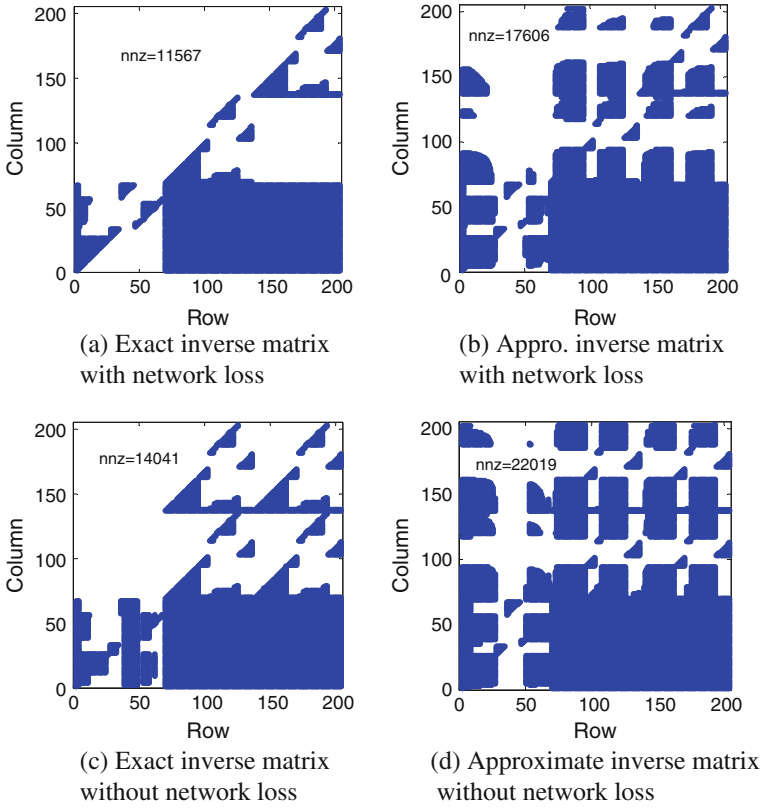 200
150
100
50
0
Column
nnz=11567
0 50 100 150 200
Row
(a) Exact inverse matrix
with network loss
200
150
100
50
0
Column
nnz=17606
0 50 100 150 200
Row
(b) Appro. inverse matrix
with network loss
200
150
100
50
0
Column
nnz=14041
0 50 100 150 200
Row
(c) Exact inverse matrix
without network loss
200
150
100
50
0
Column
nnz=22019
0 50 100 150 200
Row
(d) Approximate inverse matrix
without network loss